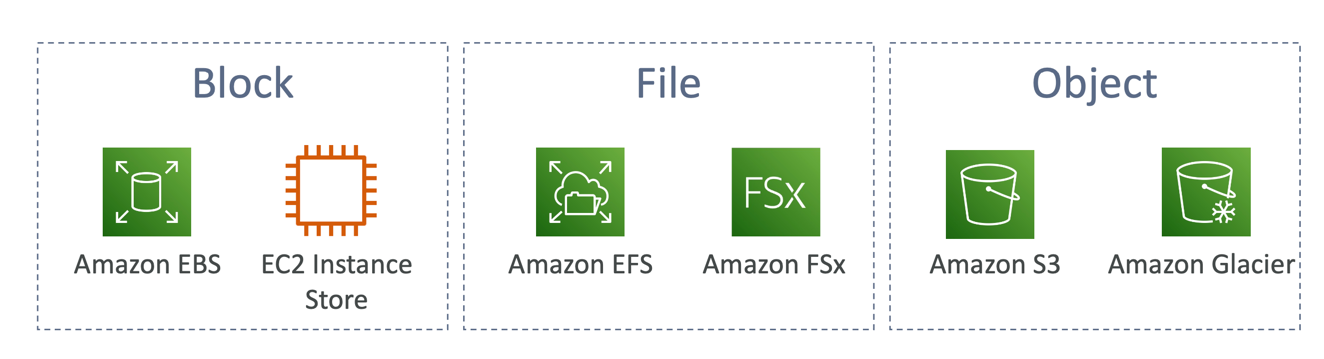 Block
Amazon EBS
EC2 Instance
Store
File
Amazon EFS
FSx
Amazon FSx
Object
Amazon S3
Amazon Glacier